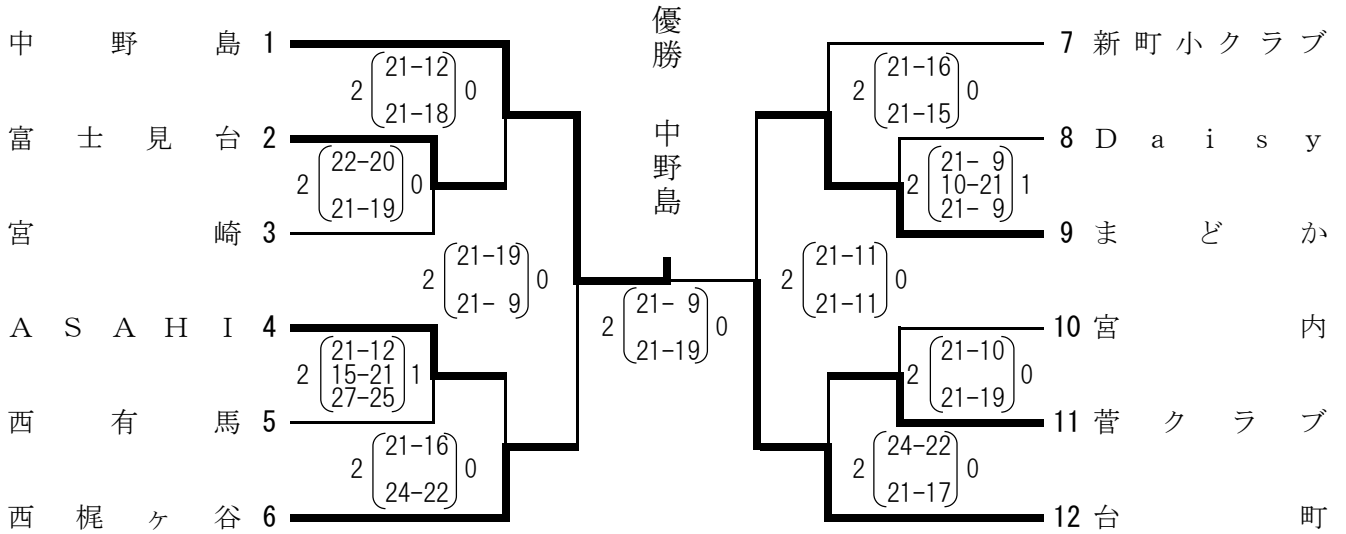 優勝 中野島
中野島 1
2 21-12 0
21-18
富士見台 2
2 22-20 0
21-19
宮崎 3
2 21-19 0
21- 9
ASAHI 4
21-12
2 15-21 1
27-25
西有馬 5
2 21-16 0
24-22
西梶ヶ谷 6
2 21- 9 0
21-19
7 新町小クラブ
2 21-16 0
21-15
8 Daisy
21- 9
2 10-21 1
21- 9
9 まどか
2 21-11 0
21-11
10 宮内
2 21-10 0
21-19
11 菅クラブ
2 24-22 0
21-17
12 台町